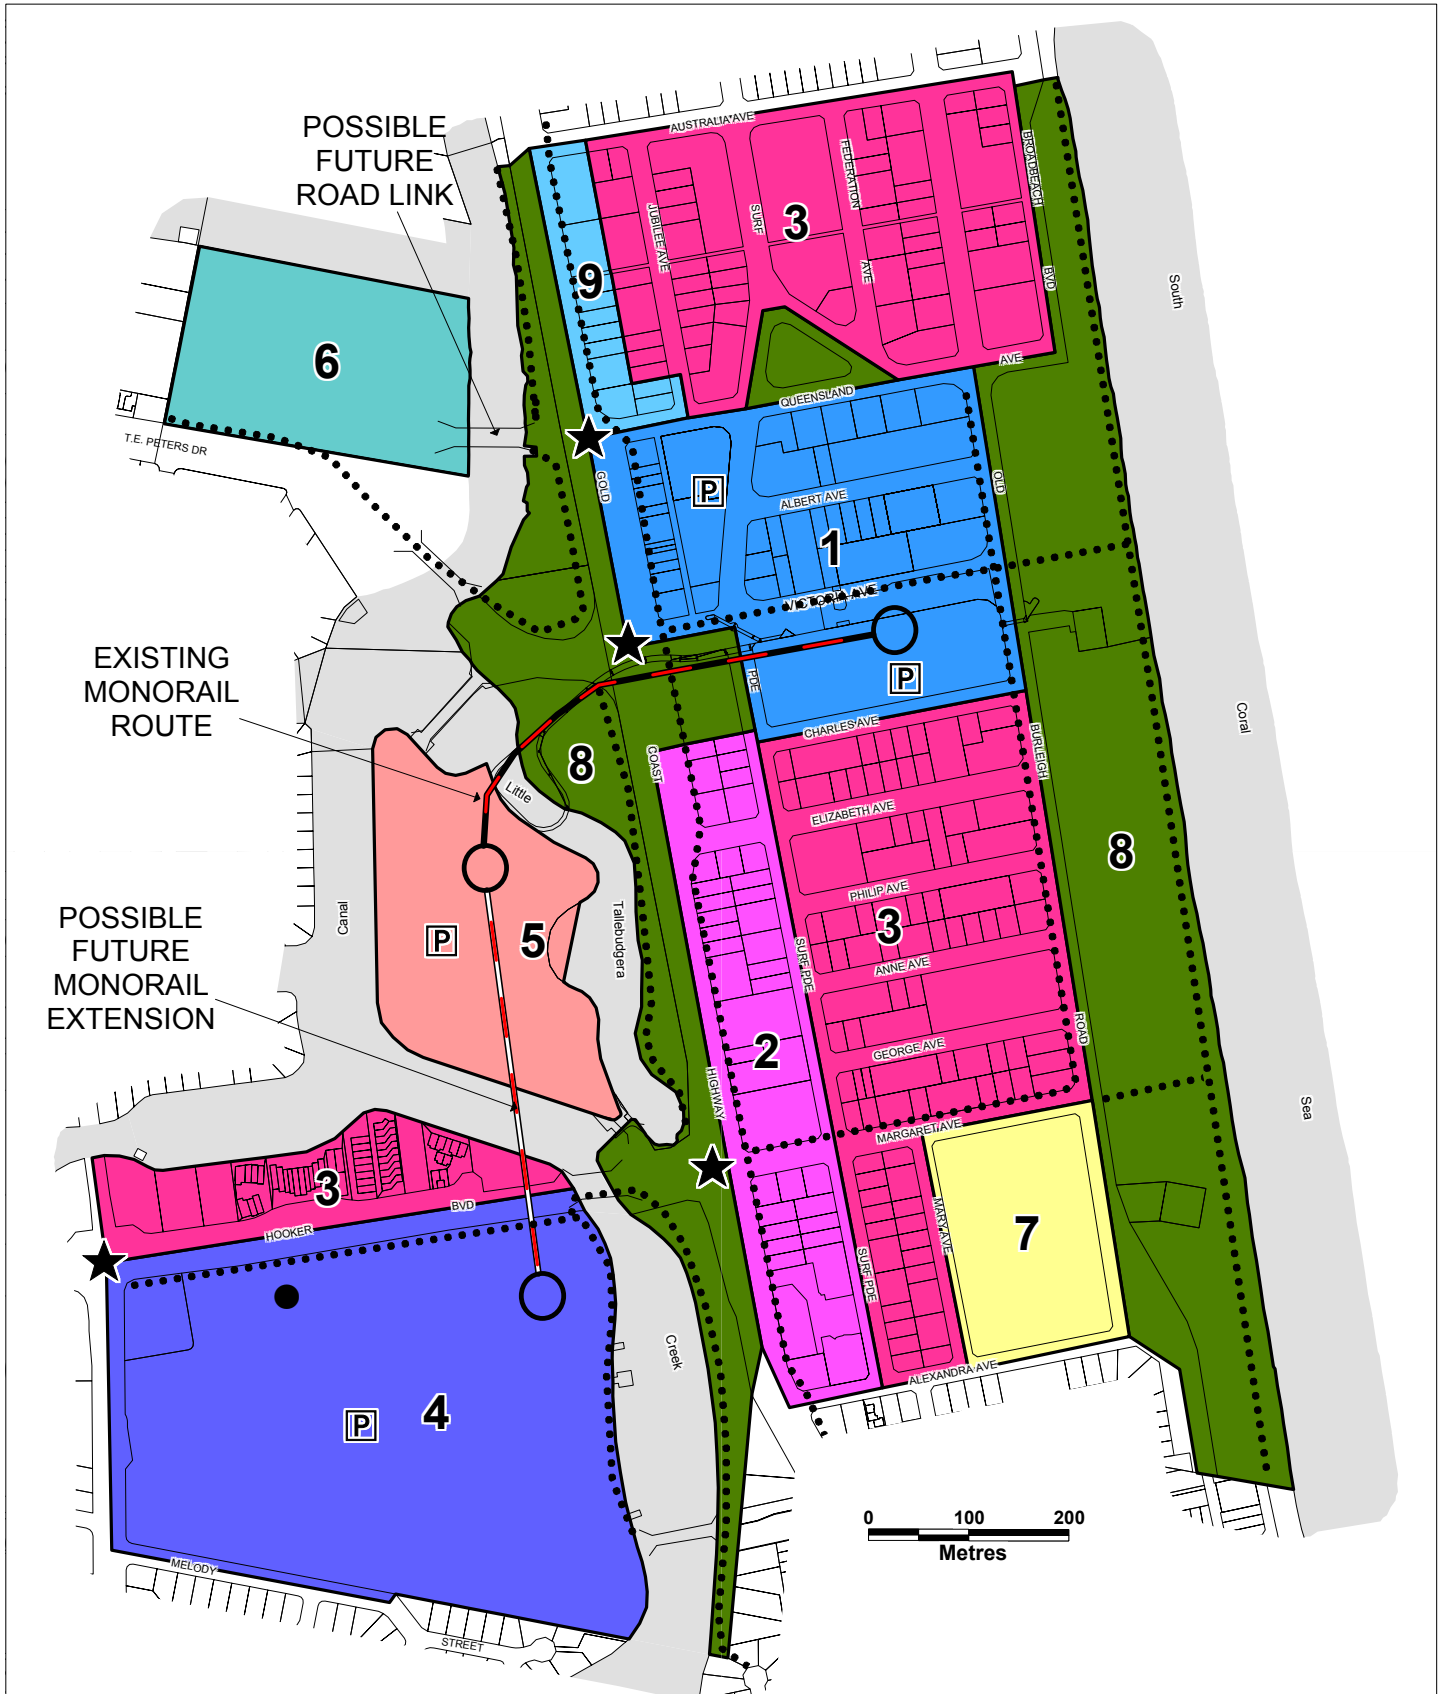 POSSIBLE
FUTURE
ROAD LINK
AUSTRALIA AVE
BROADBEACH
FEDERATION
JUBILEE AVE
SURF
3
AVE
BVD
South
9
6
AVE
QUEENSLAND
T.E. PETERS DR
GOLD
P
ALBERT AVE
OLD
1
VICTORIA AVE
EXISTING
MONORAIL
ROUTE
PDE
P
CHARLES AVE
Coral
COAST
BURLEIGH
8
Little
ELIZABETH AVE
8
PHILIP AVE
POSSIBLE
FUTURE
MONORAIL
EXTENSION
Canal
P
5
Tallebudgera
3
SURF PDE
ANNE AVE
2
GEORGE AVE
ROAD
HIGHWAY
Sea
MARGARET AVE
3
BVD
HOOKER
MARY AVE
7
SURF PDE
Creek
ALEXANDRA AVE
P
4
0 100 200
Metres
MELODY
STREET